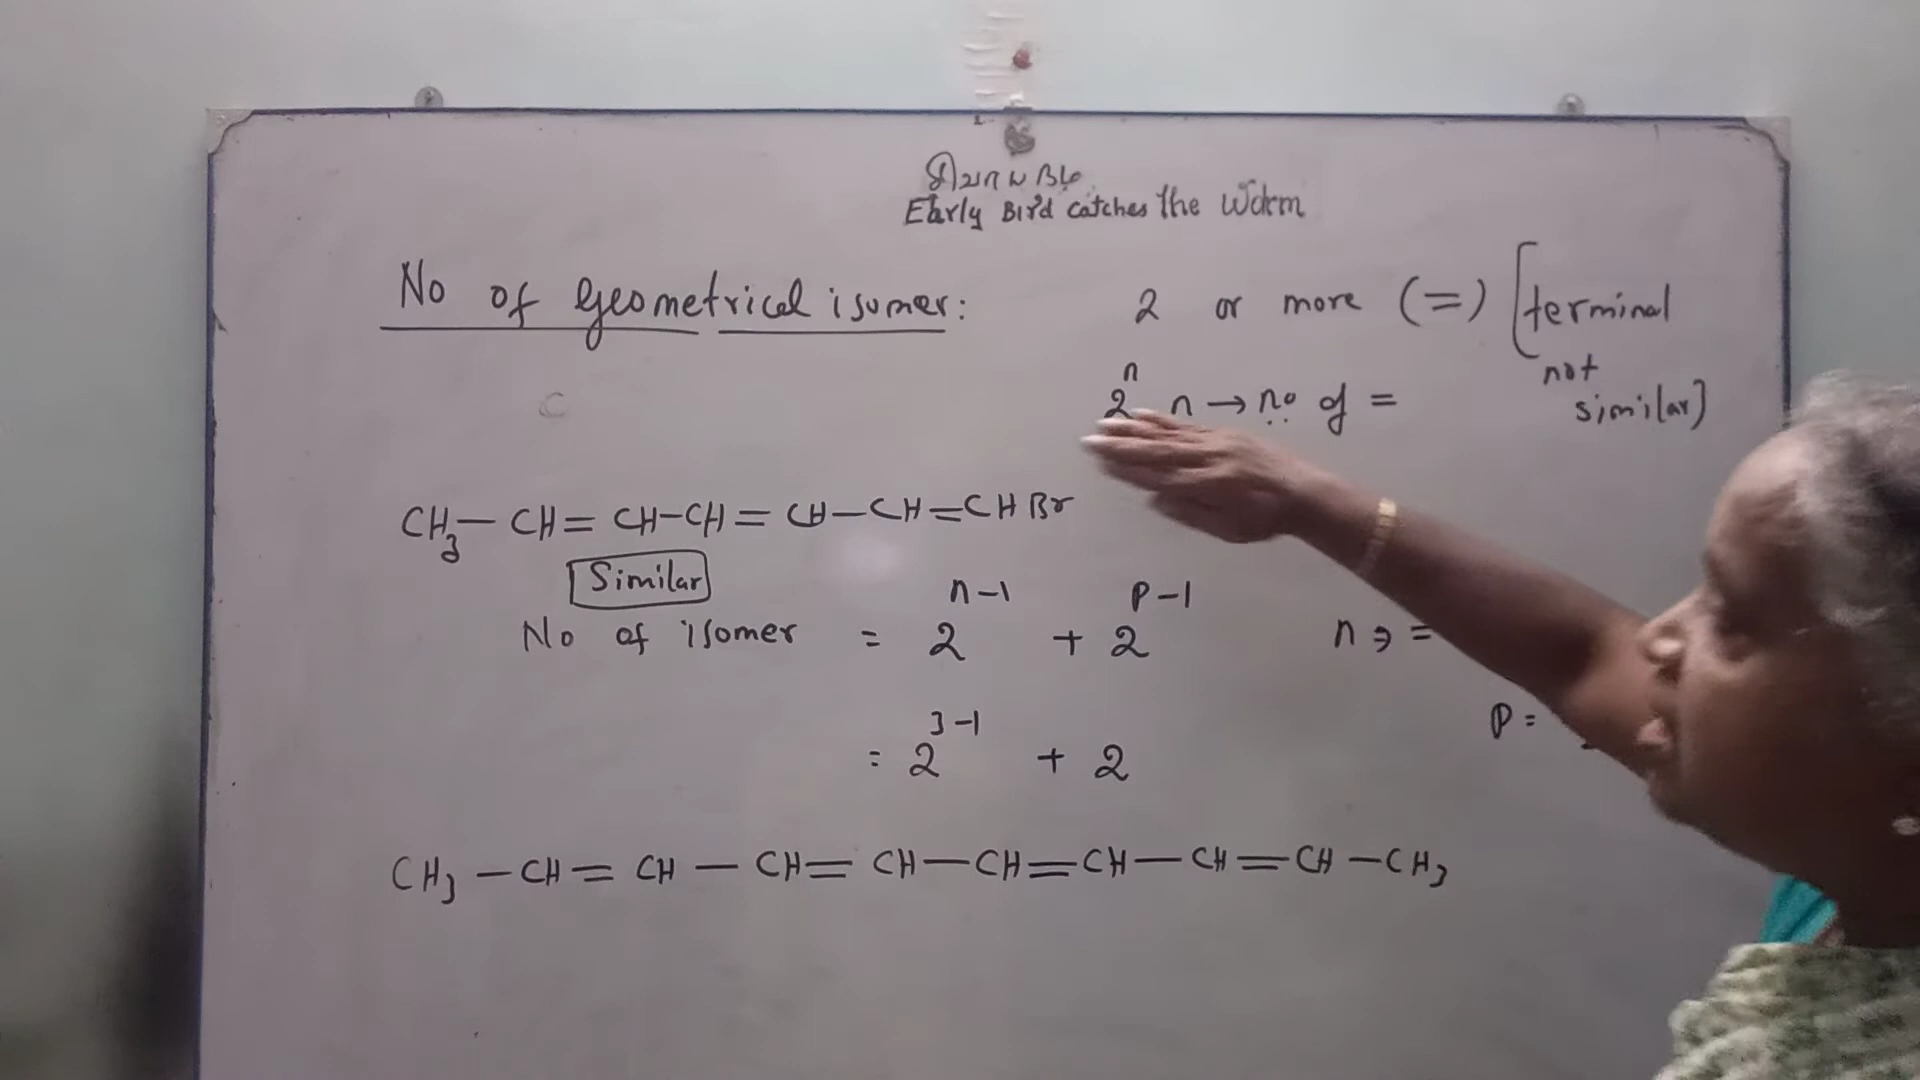 Early Bird catches the Worm
No of geometrical isomer:
2 or more (=) [terminal not similar]
2ⁿ n → no. of =
C
CH₃ — CH = CH-CH = CH — CH = CH Br
Similar
No of isomer = 2ⁿ⁻¹ + 2ᵖ⁻¹ n → =
p =
= 2³⁻¹ + 2
CH₃ — CH = CH — CH = CH — CH = CH — CH = CH — CH₃